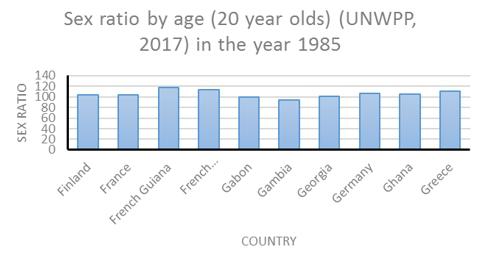 Sex ratio by age (20 year olds) (UNWPP,
2017) in the year 1985
SEX RATIO
140
120
100
80
60
40
20
0
Finland
France
French Guiana
French...
Gabon
Gambia
Georgia
Germany
Ghana
Greece
COUNTRY